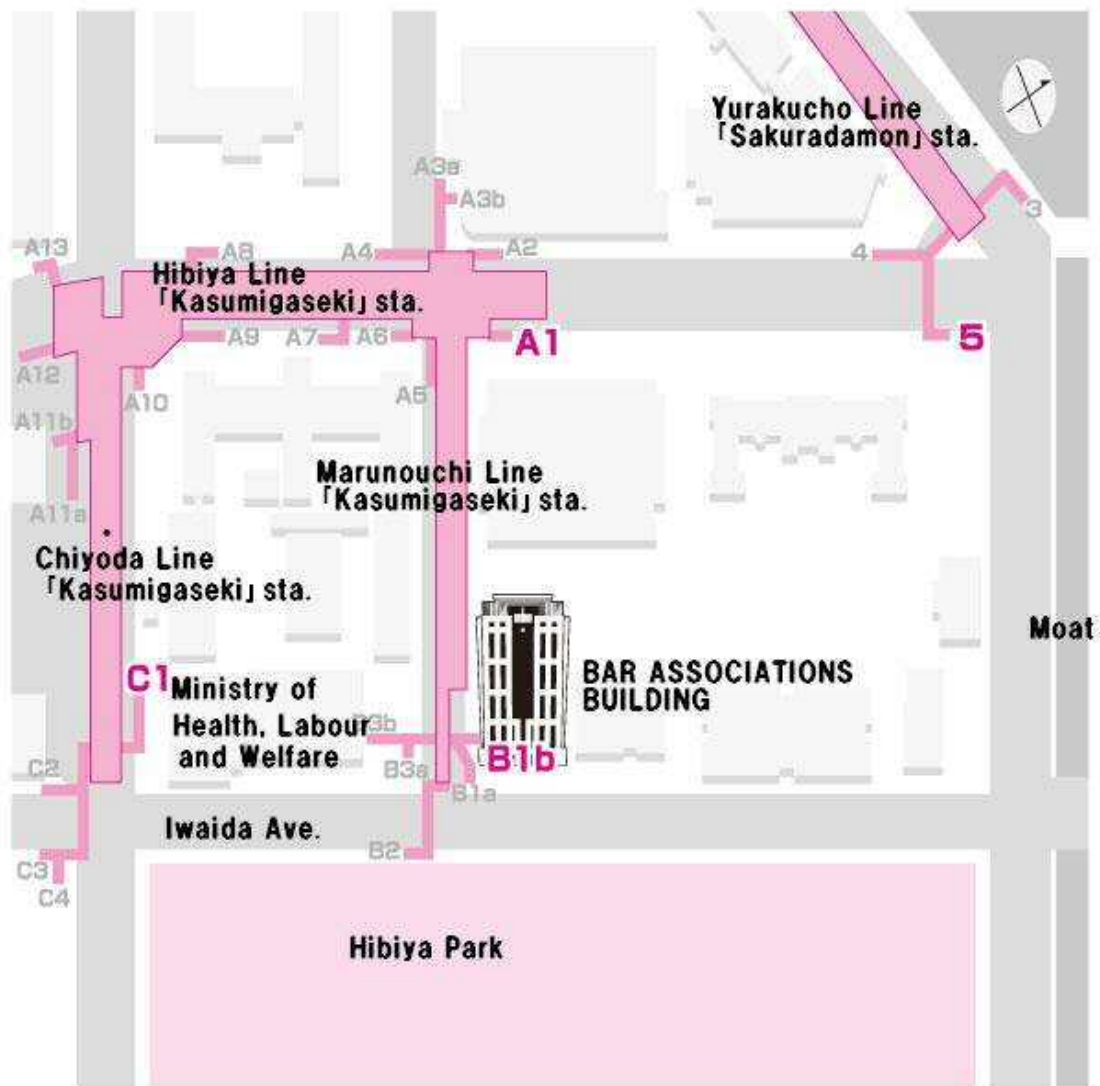 Yurakucho Line
「Sakuradamon」sta.
A3a
A3b
3
A13
A8
A4
A2
4
Hibiya Line
「Kasumigaseki」sta.
A9
A7
A6
A1
5
A12
A10
A5
A11b
Marunouchi Line
「Kasumigaseki」sta.
A11a
Chiyoda Line
「Kasumigaseki」sta.
Moat
C1
Ministry of
Health, Labour
and Welfare
BAR ASSOCIATIONS
BUILDING
B3b
B3a
B1b
C2
B1a
Iwaida Ave.
B2
C3
C4
Hibiya Park